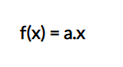 f(x) = a.x